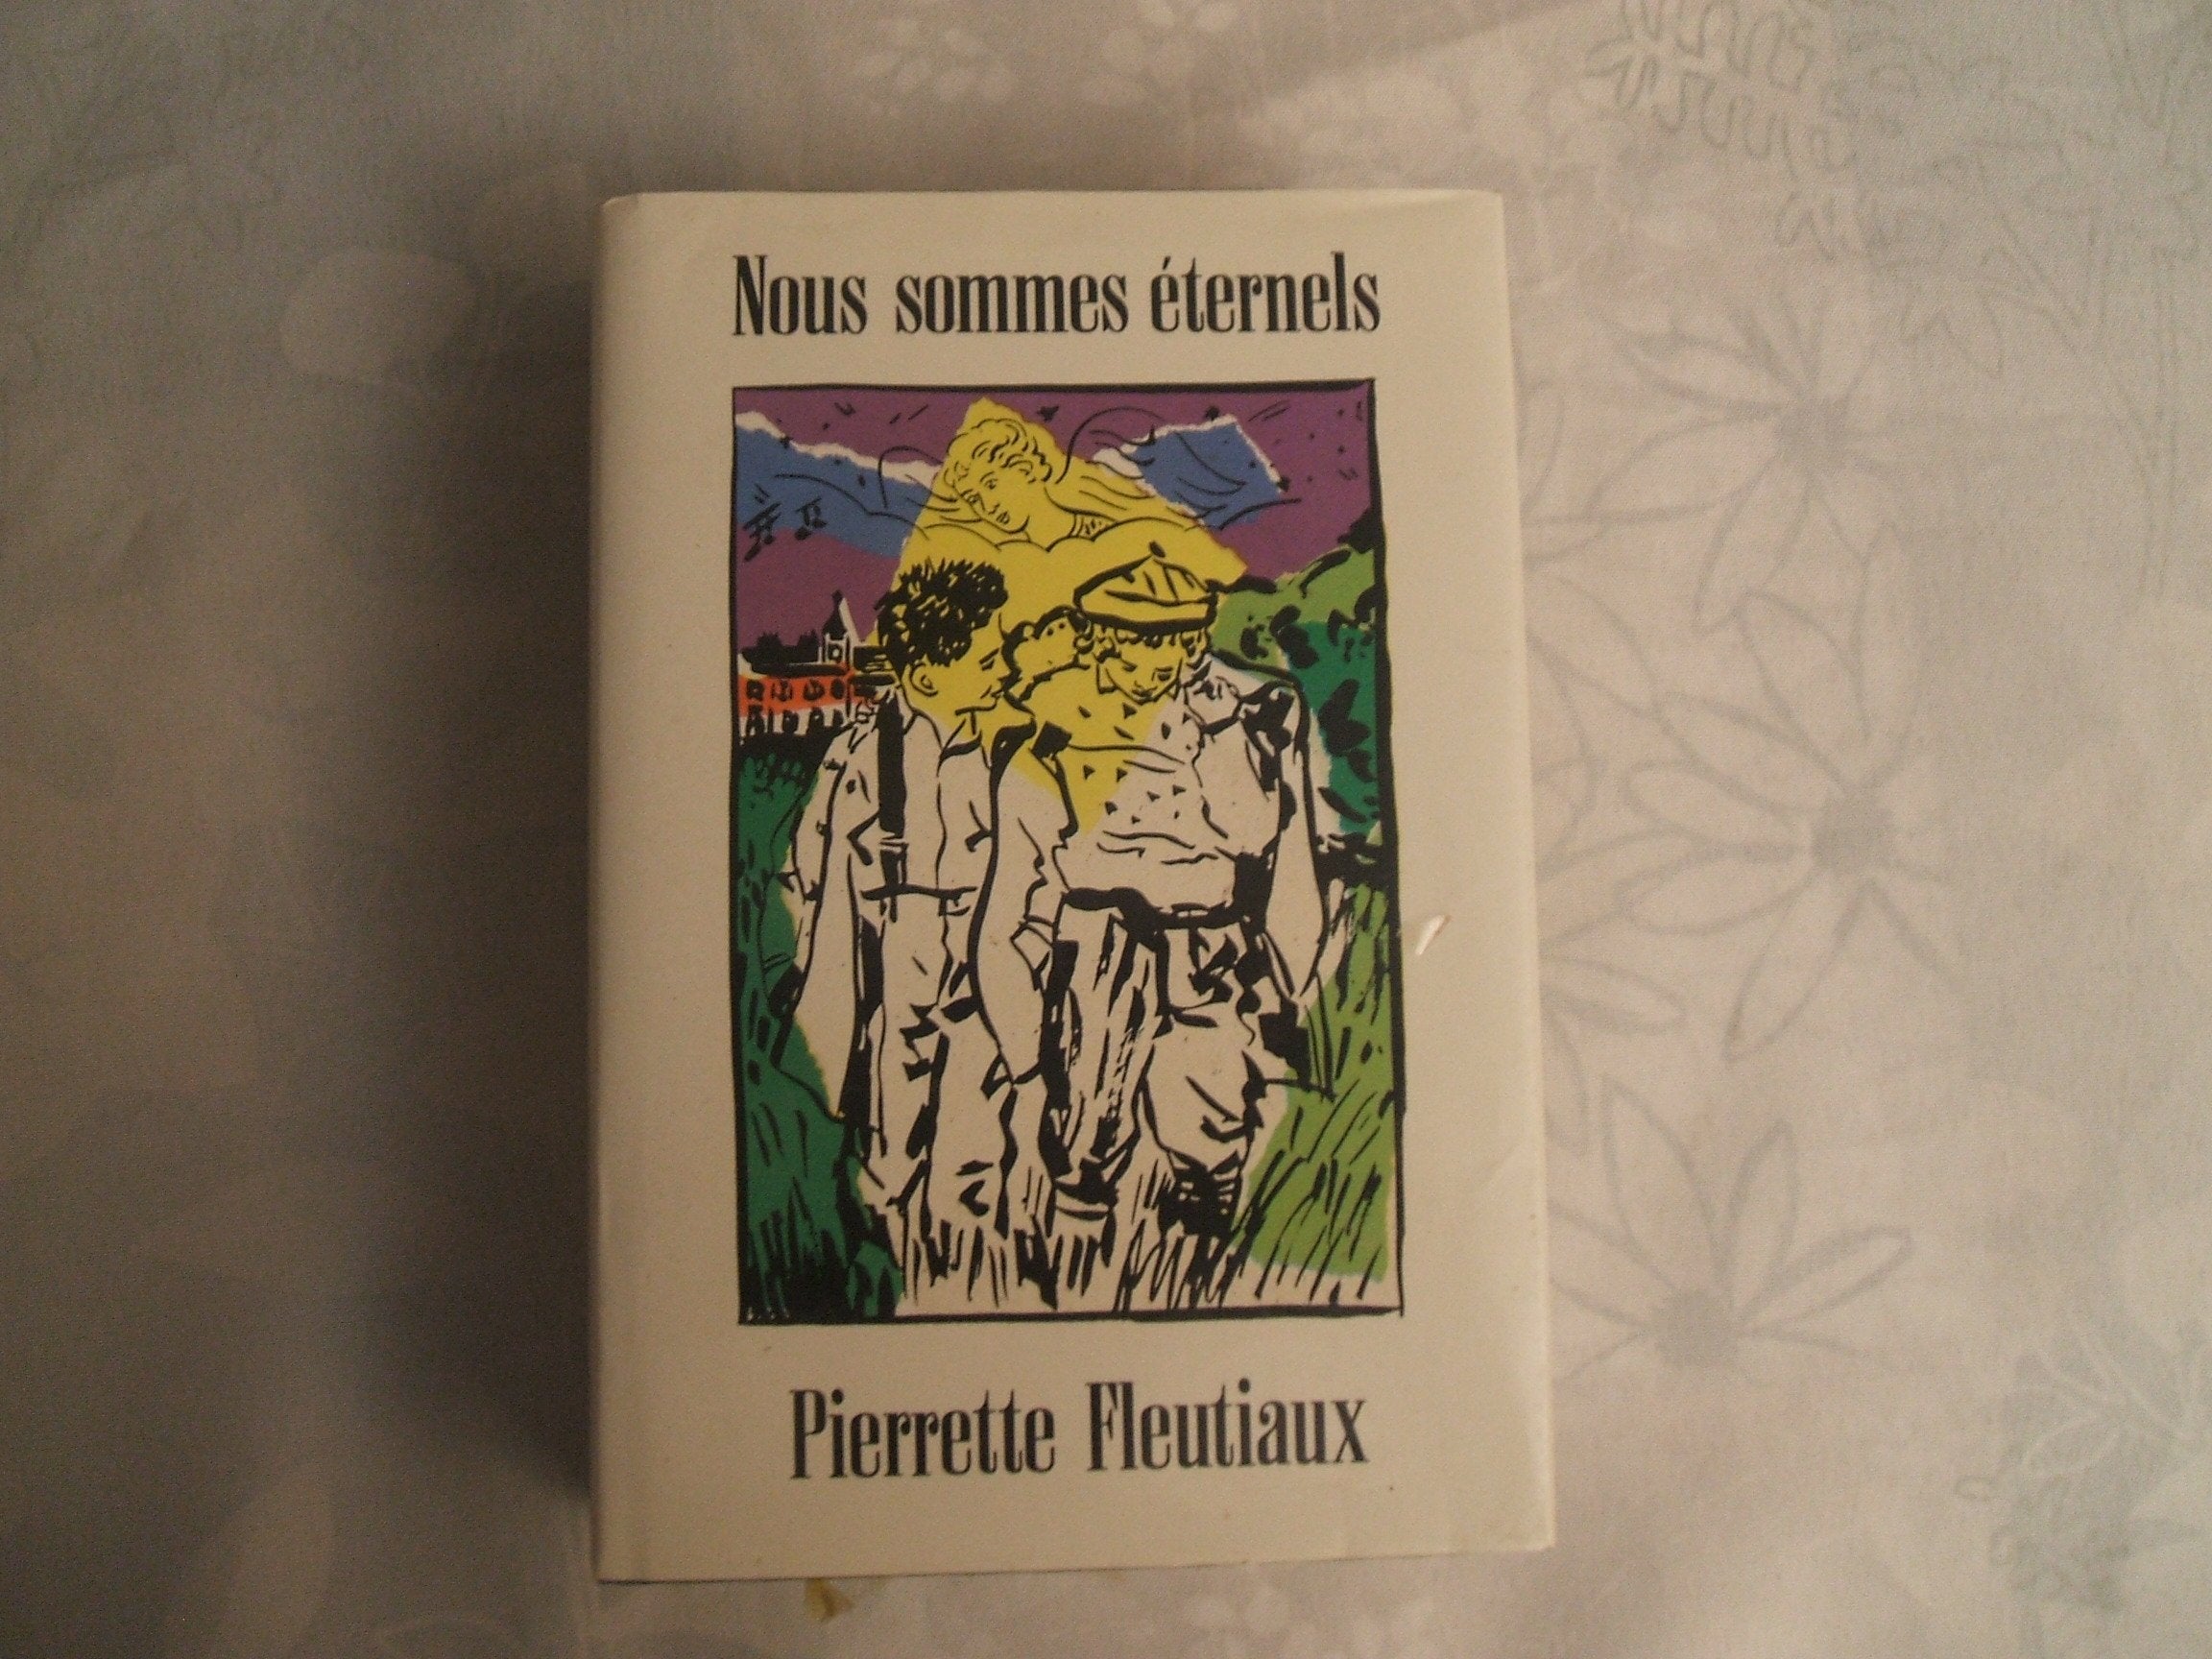 Nous sommes éternels
Pierrette Fleutiaux